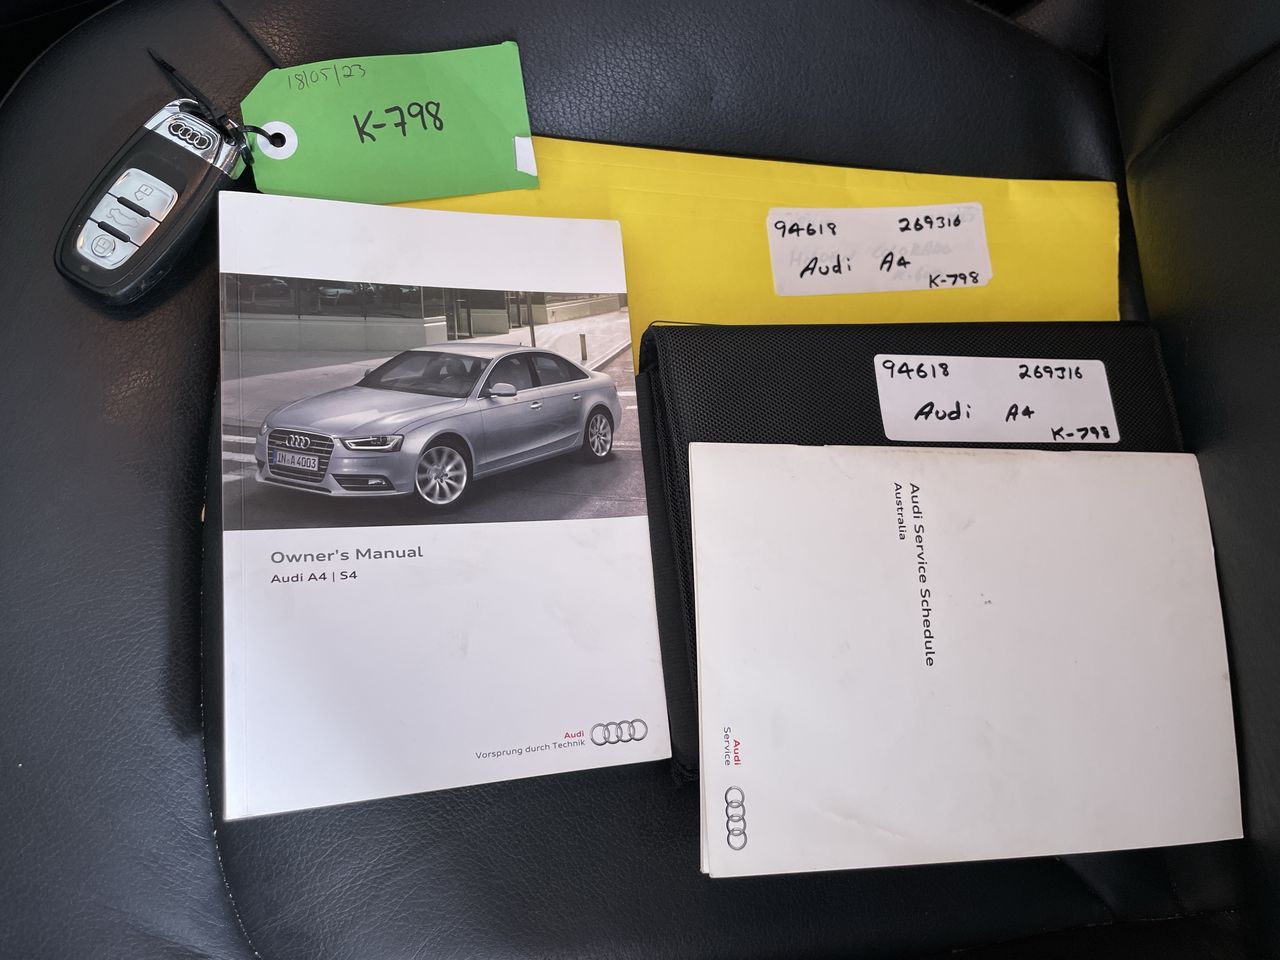 18/05/23
K-798
94618 269316
Audi A4
K-798
94618 269316
Audi A4
K-798
IN A 4003
Owner's Manual
Audi A4 | S4
Audi
Vorsprung durch Technik
Audi Service Schedule
Australia
Audi
Service